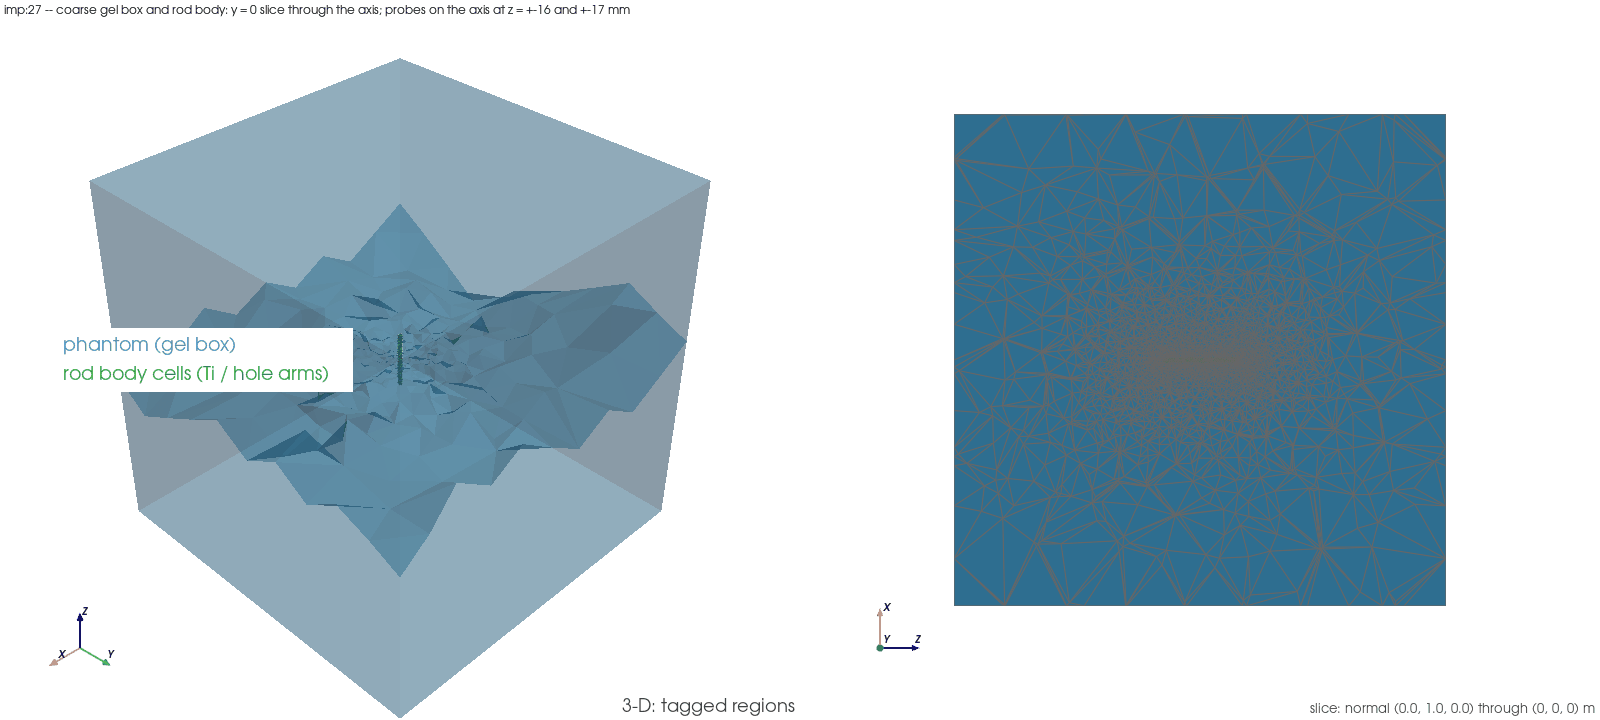 imp:27 -- coarse gel box and rod body: y = 0 slice through the axis; probes on the axis at z = +-16 and +-17 mm
phantom (gel box)
rod body cells (Ti / hole arms)
Z
X
Y
X
Y
Z
3-D: tagged regions
slice: normal (0.0, 1.0, 0.0) through (0, 0, 0) m